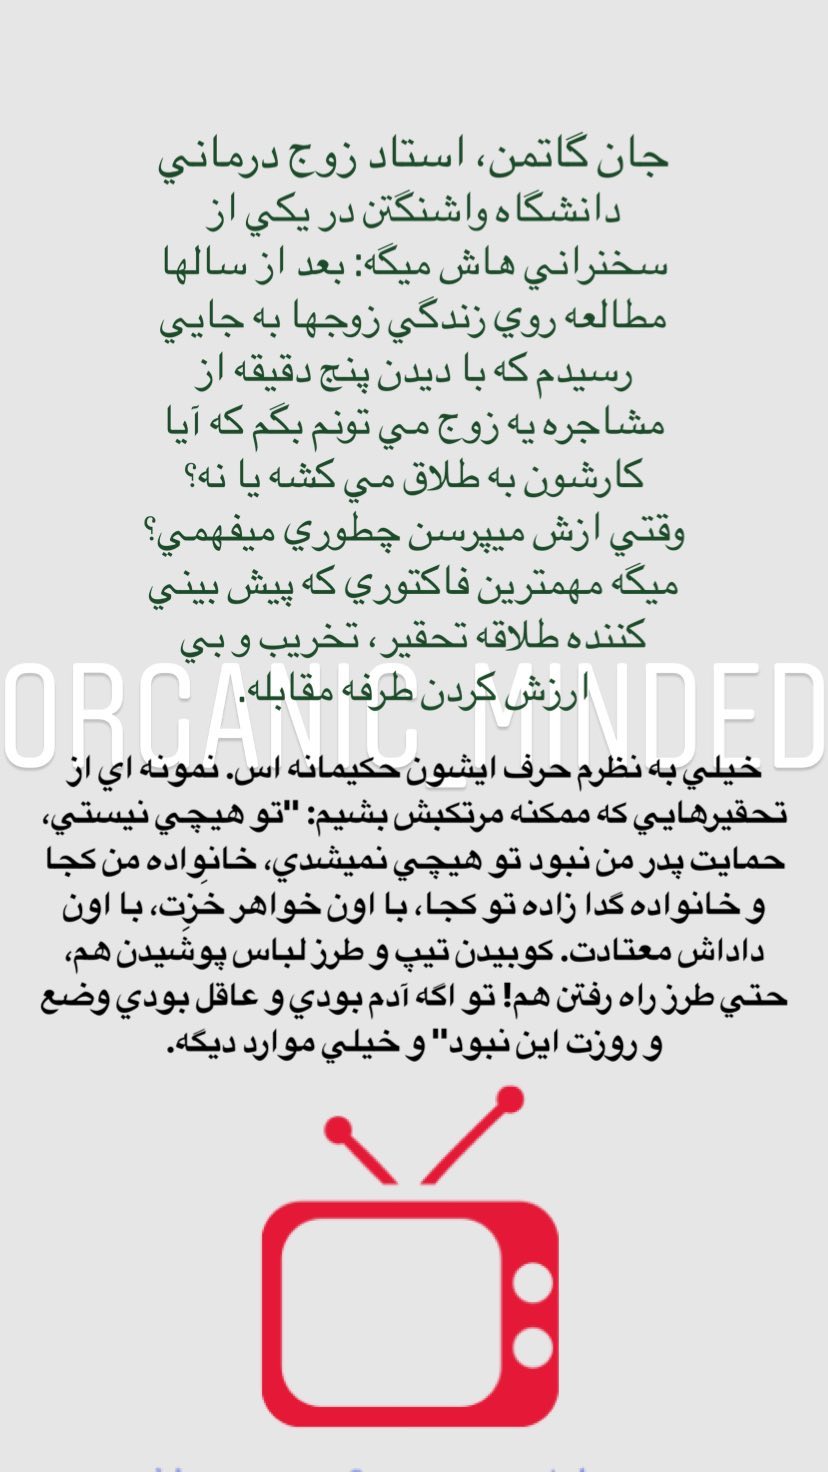 جان گاتمن، استاد زوج درماني
دانشگاه واشنگتن در يكي از
سخنراني هاش ميگه: بعد از سالها
مطالعه روي زندگي زوجها به جايي
رسيدم كه با ديدن پنج دقيقه از
مشاجره يه زوج مي تونم بگم كه آيا
كارشون به طلاق مي كشه يا نه؟
وقتي ازش ميپرسن چطوري ميفهمي؟
ميگه مهمترين فاكتوري كه پيش بيني
كننده طلاقه تحقير، تخريب و بي
ارزش كردن طرفه مقابله.
ORGANIC_MINDED
خيلي به نظرم حرف ايشون حكيمانه اس. نمونه اي از
تحقيرهايي كه ممكنه مرتكبش بشيم: "تو هيچي نيستي،
حمايت پدر من نبود تو هيچي نميشدي، خانوِاده من كجا
و خانواده گدا زاده تو كجا، با اون خواهر خزِت، با اون
داداش معتادت. كوبيدن تيپ و طرز لباس پوشيدن هم،
حتي طرز راه رفتن هم! تو اگه آدم بودي و عاقل بودي وضع
و روزت اين نبود" و خيلي موارد ديگه.